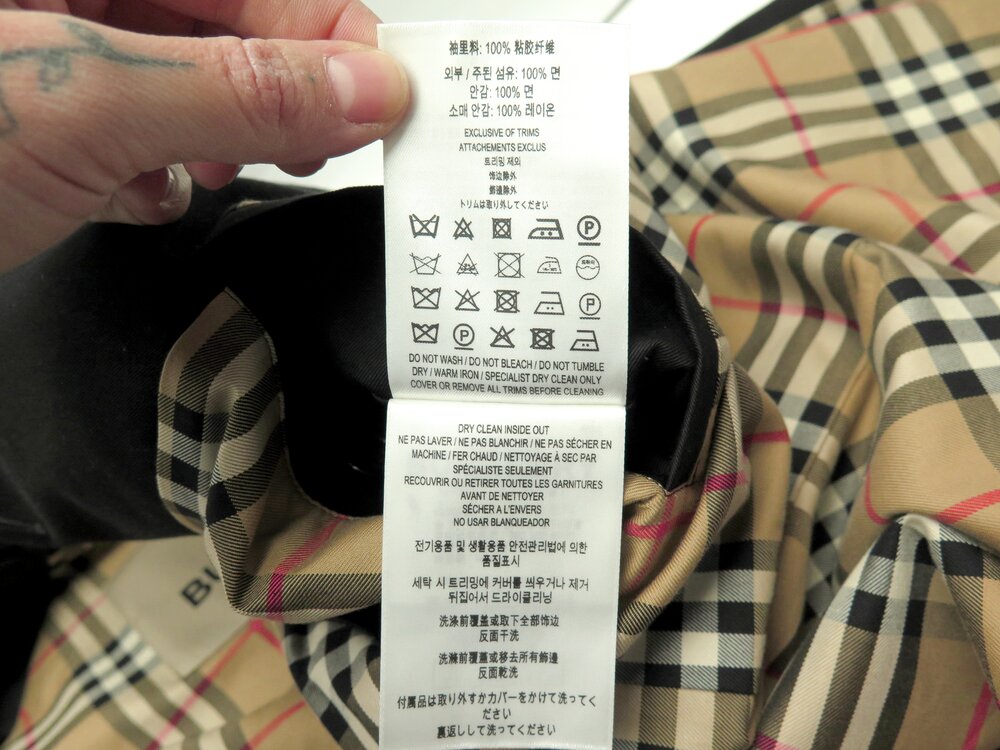 袖里料: 100% 粘胶纤维
외부 / 주된 섬유: 100% 면
안감: 100% 면
소매 안감: 100% 레이온
EXCLUSIVE OF TRIMS
ATTACHEMENTS EXCLUS
트리밍 제외
饰边除外
飾邊除外
トリムは取り外してください
P
P
P
DO NOT WASH / DO NOT BLEACH / DO NOT TUMBLE
DRY / WARM IRON / SPECIALIST DRY CLEAN ONLY
COVER OR REMOVE ALL TRIMS BEFORE CLEANING
DRY CLEAN INSIDE OUT
NE PAS LAVER / NE PAS BLANCHIR / NE PAS SÉCHER EN
MACHINE / FER CHAUD / NETTOYAGE À SEC PAR
SPÉCIALISTE SEULEMENT
RECOUVRIR OU RETIRER TOUTES LES GARNITURES
AVANT DE NETTOYER
SÉCHER A L'ENVERS
NO USAR BLANQUEADOR
전기용품 및 생활용품 안전관리법에 의한
품질표시
세탁 시 트리밍에 커버를 씌우거나 제거
뒤집어서 드라이클리닝
洗涤前覆盖或取下全部饰边
反面干洗
洗滌前覆蓋或移去所有飾邊
反面乾洗
付属品は取り外すかカバーをかけて洗ってく
ださい
裏返しして洗ってください